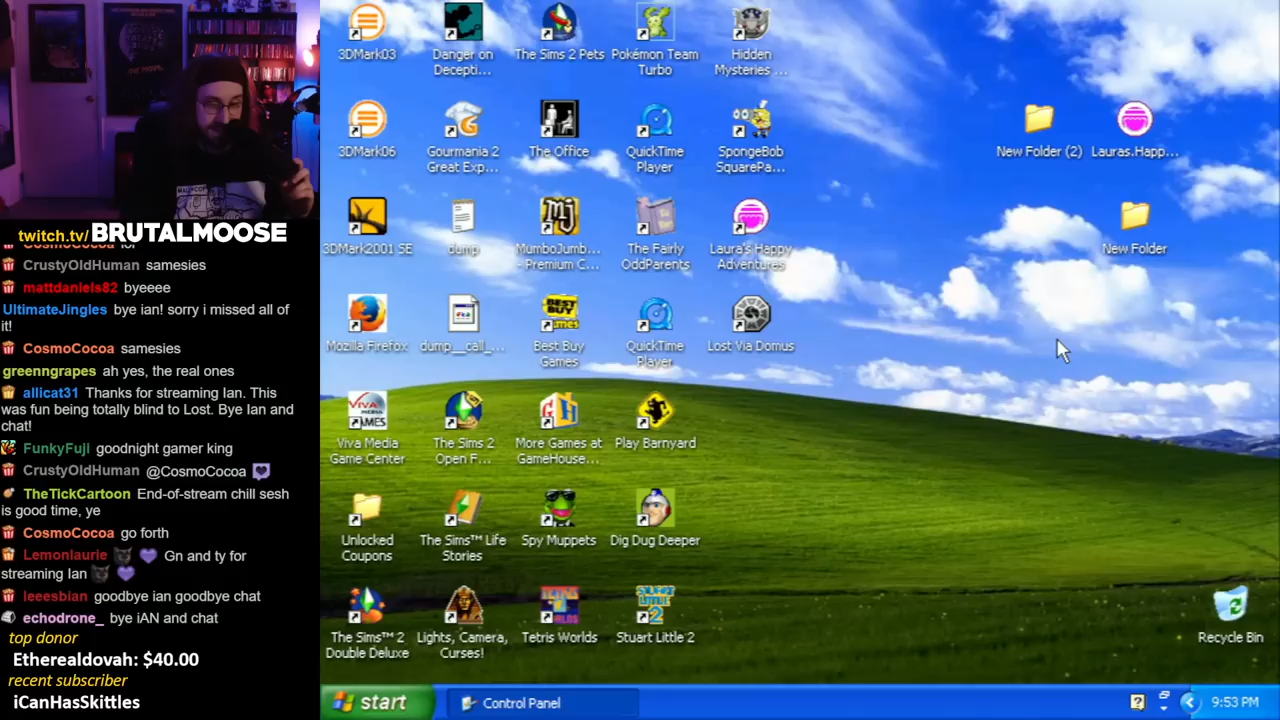 twitch.tv/BRUTALMOOSE
CrustyOldHuman samesies
mattdaniels82 byeeee
UltimateJingles bye ian! sorry i missed all of
it!
CosmoCocoa samesies
greenngrapes ah yes, the real ones
allicat31 Thanks for streaming Ian. This
was fun being totally blind to Lost. Bye Ian and
chat!
FunkyFuji goodnight gamer king
CrustyOldHuman @CosmoCocoa
TheTickCartoon End-of-stream chill sesh
is good time, ye
CosmoCocoa go forth
Lemonlaurie Gn and ty for
streaming Ian
leeesbian goodbye ian goodbye chat
echodrone_ bye iAN and chat
top donor
Etherealdovah: $40.00
recent subscriber
iCanHasSkittles
3DMark03
Danger on
Decepti...
The Sims 2 Pets
Pokémon Team
Turbo
Hidden
Mysteries ...
3DMark06
Gourmania 2
Great Exp...
The Office
QuickTime
Player
SpongeBob
SquarePa...
New Folder (2)
Lauras.Happ...
3DMark2001 SE
dump
MumboJumb...
- Premium C...
The Fairly
OddParents
Laura's Happy
Adventures
New Folder
Mozilla Firefox
dump__call_...
BEST
BUY
Games
Best Buy
Games
QuickTime
Player
Lost Via Domus
Viva Media
Game Center
The Sims 2
Open F...
More Games at
GameHouse...
Play Barnyard
Unlocked
Coupons
The Sims™ Life
Stories
Spy Muppets
Dig Dug Deeper
The Sims™ 2
Double Deluxe
Lights, Camera,
Curses!
Tetris Worlds
Stuart Little 2
Recycle Bin
start
Control Panel
9:53 PM